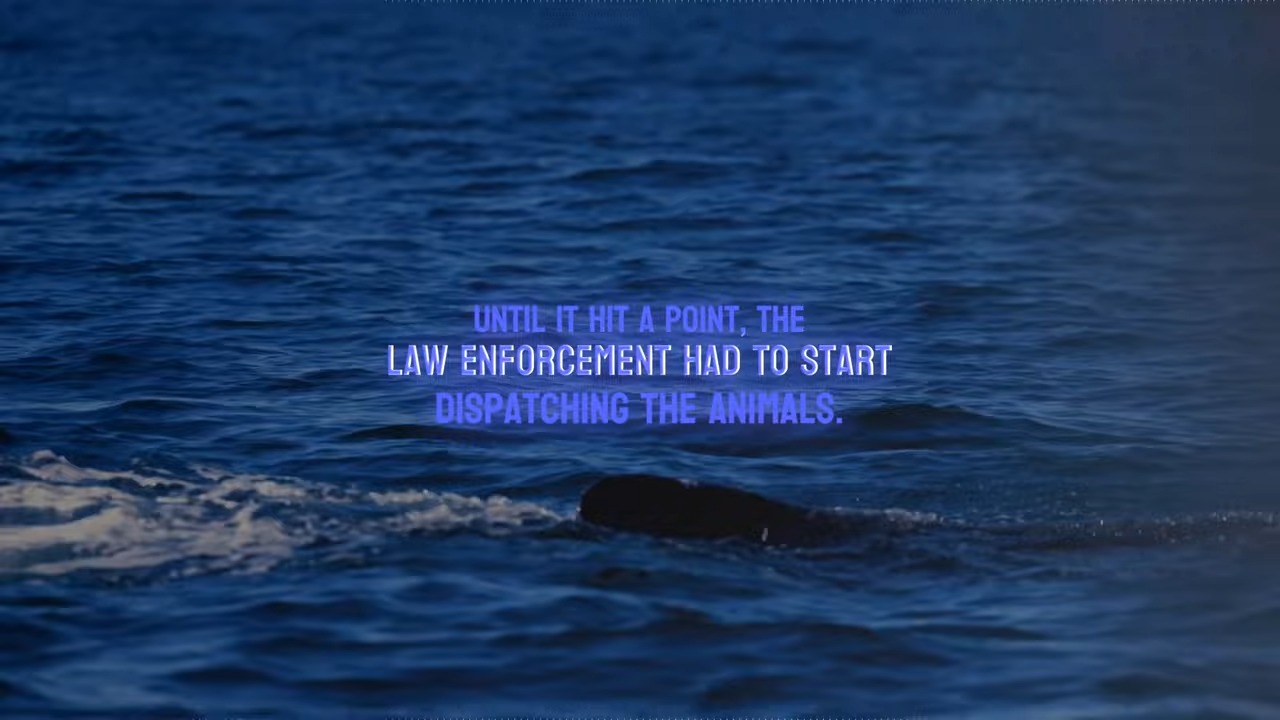 UNTIL IT HIT A POINT, THE
LAW ENFORCEMENT HAD TO START
DISPATCHING THE ANIMALS.